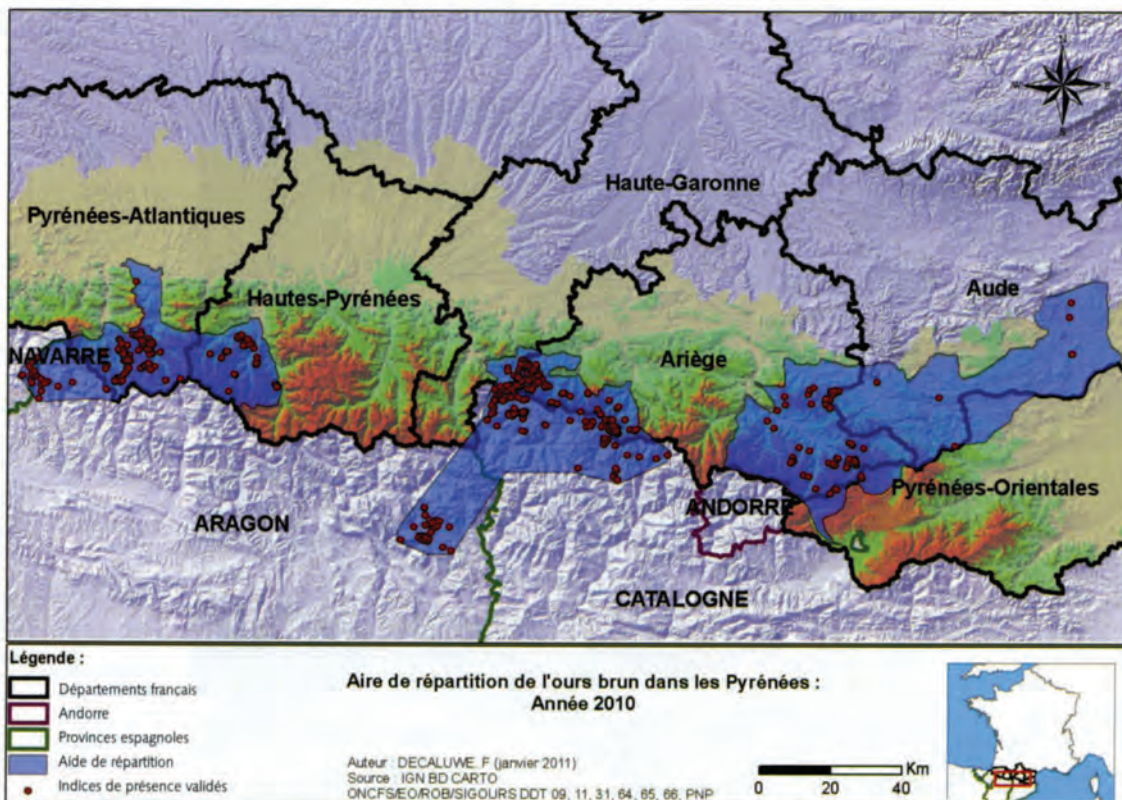 N
W E
S
Haute-Garonne
Pyrénées-Atlantiques
Aude
Hautes-Pyrénées
NAVARRE
Ariège
Pyrénées-Orientales
ANDORRE
ARAGON
CATALOGNE
Légende :
Départements francais
Andorre
Provinces espagnoles
Aide de répartition
Indices de présence validés
Aire de répartition de l'ours brun dans les Pyrénées :
Année 2010
Auteur : DECALUWE. F (janvier 2011)
Source : IGN BD CARTO
ONCFS/EO/ROB/SIGOURS DDT 09, 11, 31, 64, 65, 66, PNP
Km
0 20 40